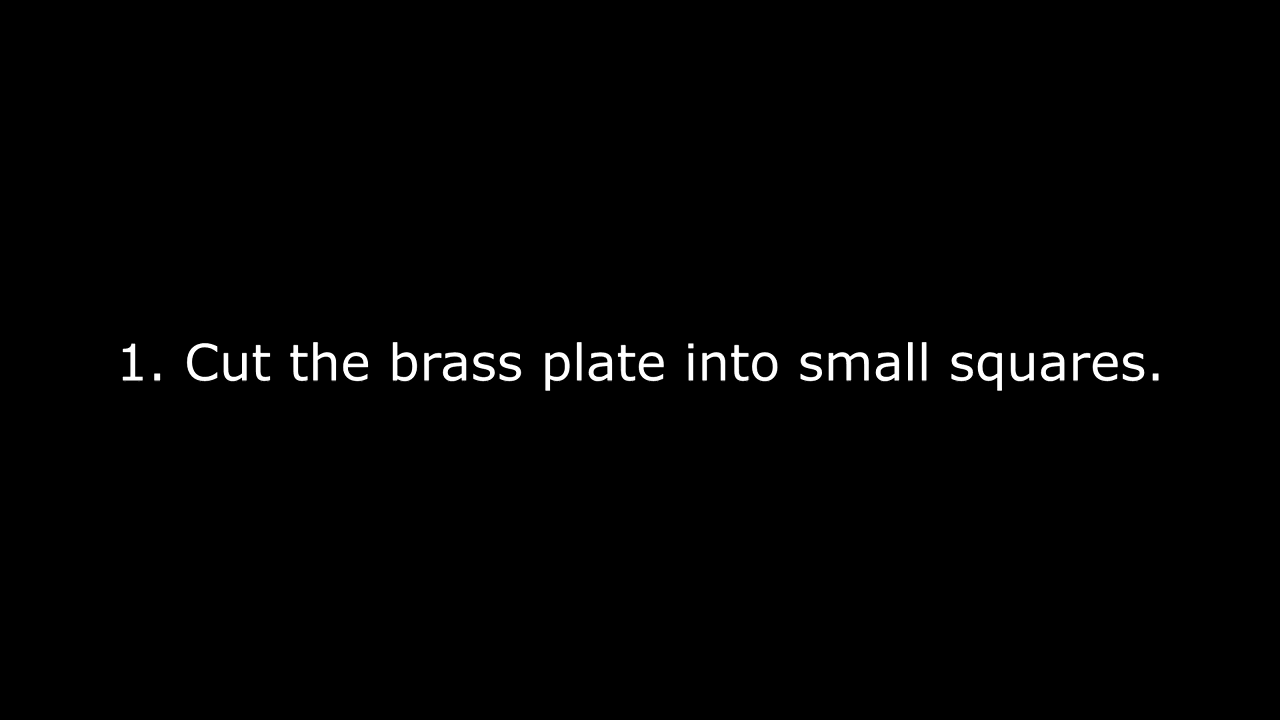 1. Cut the brass plate into small squares.